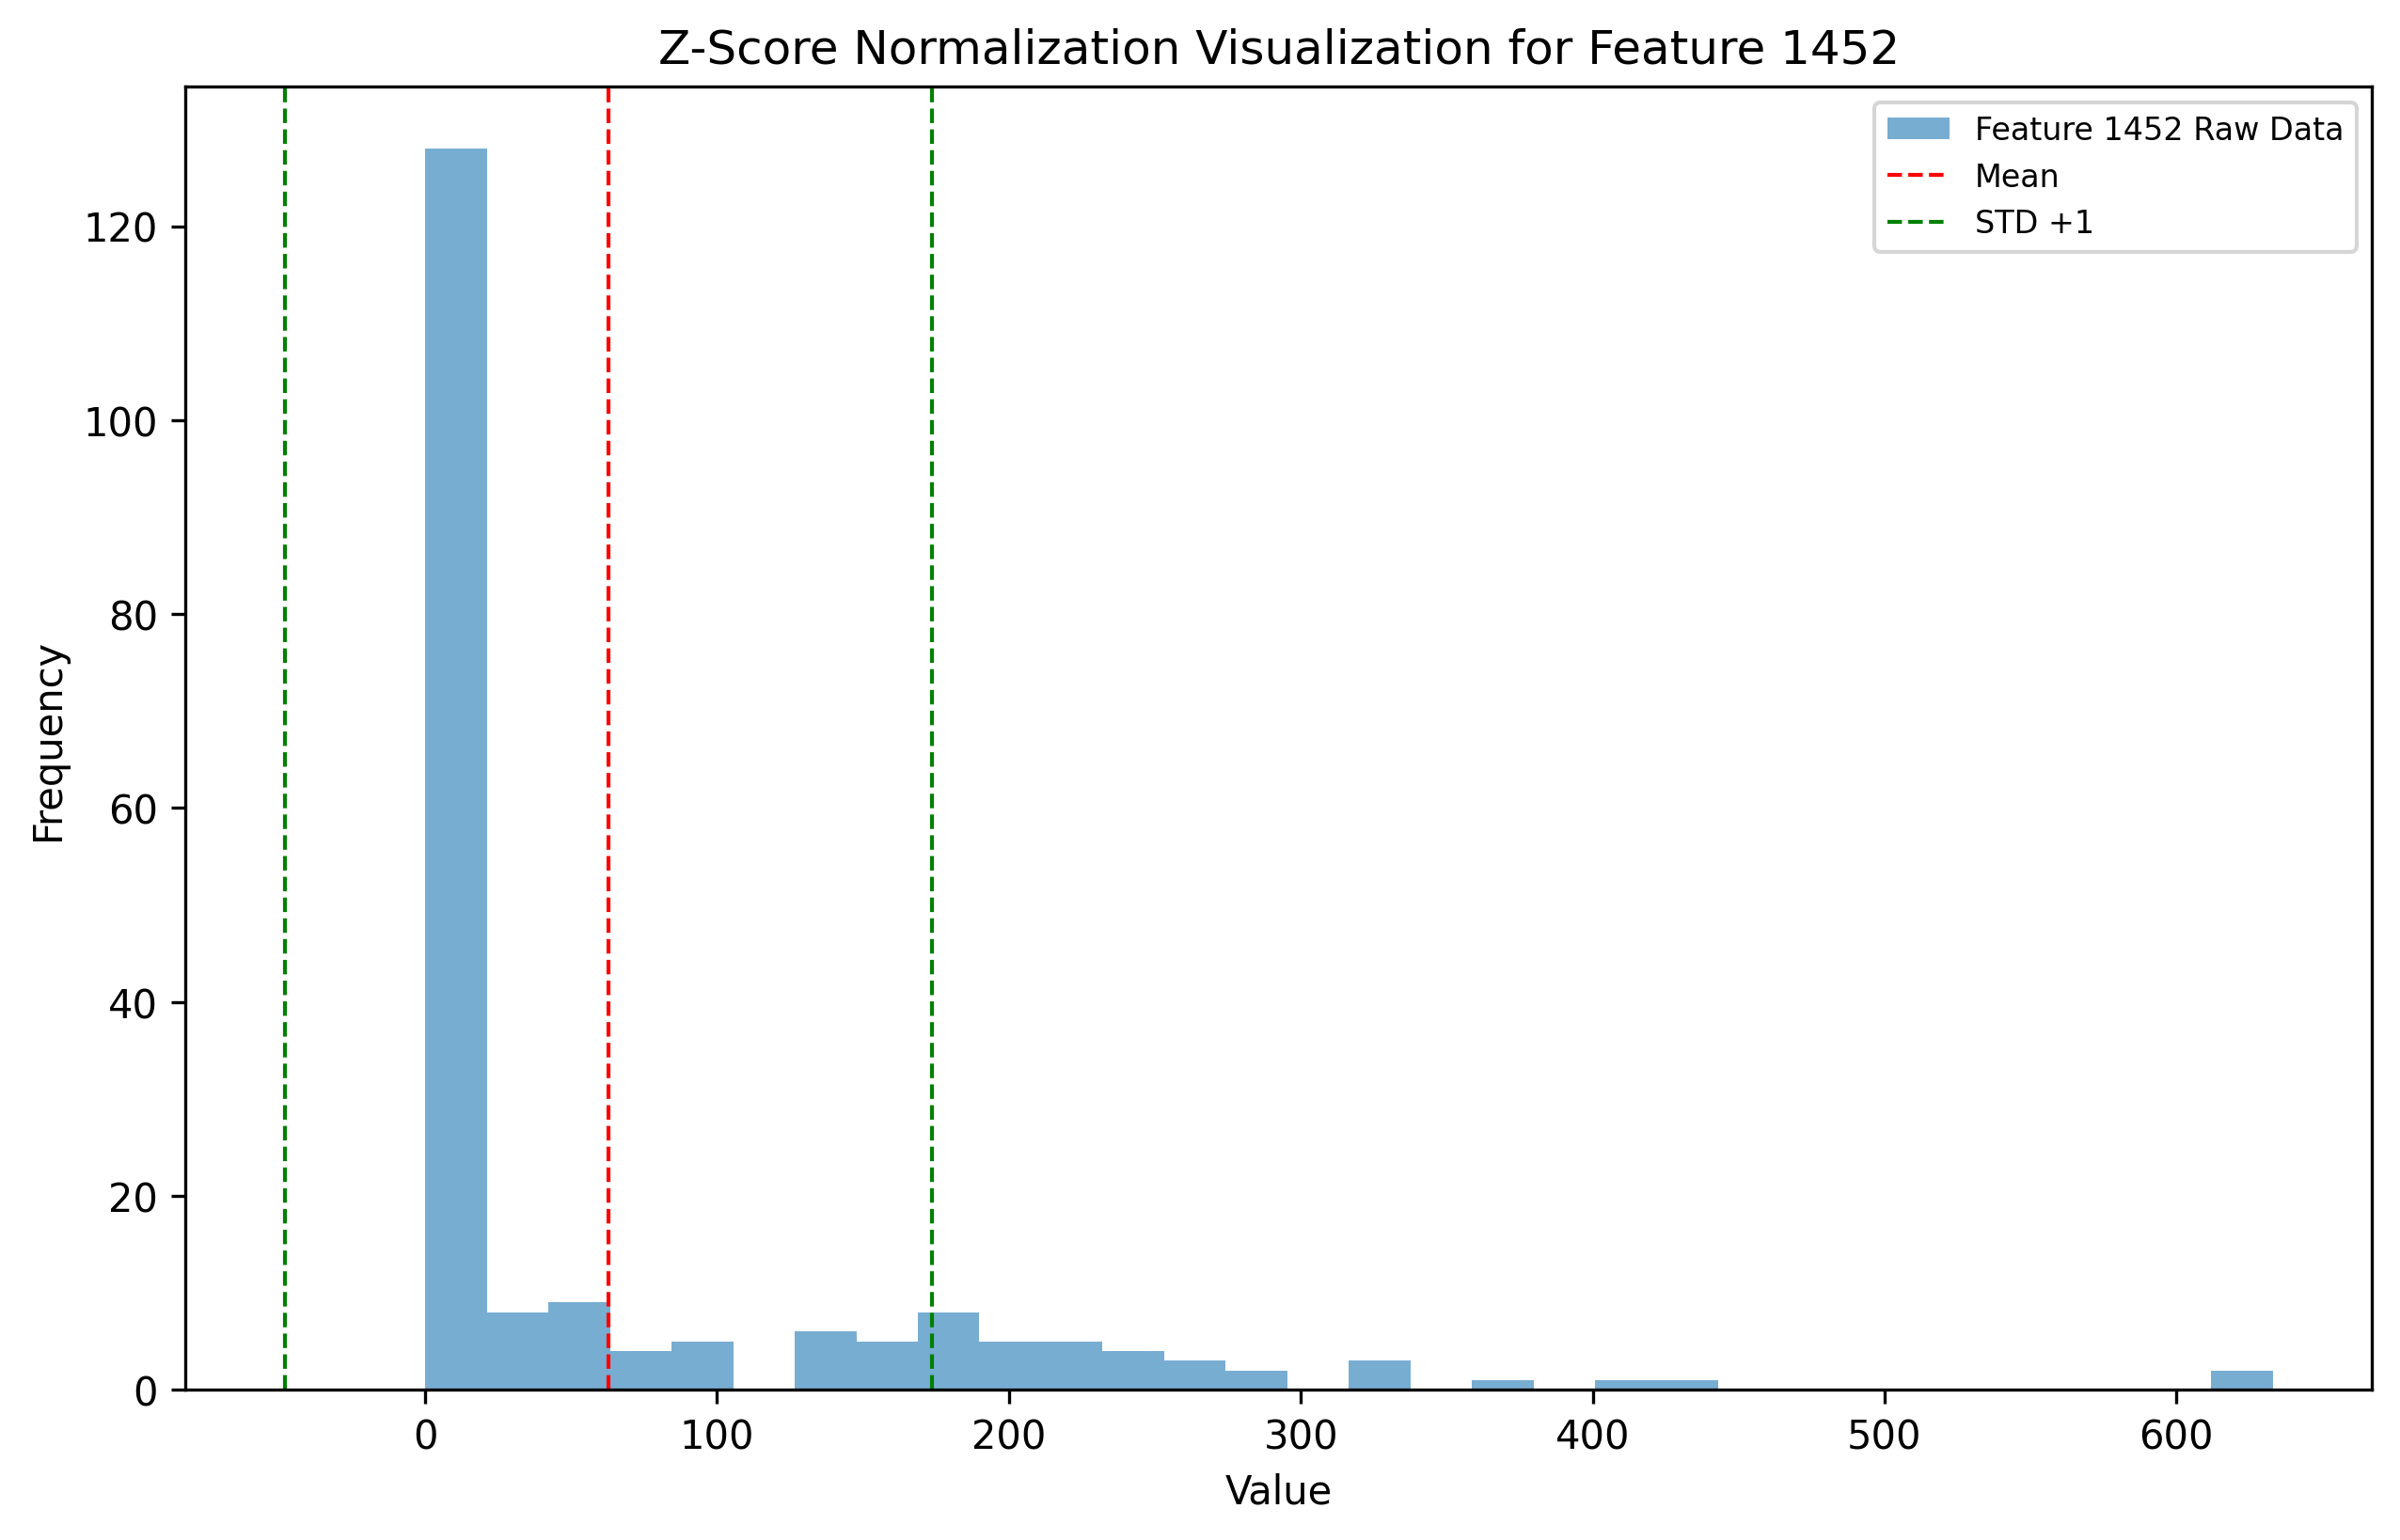 Z-Score Normalization Visualization for Feature 1452
Feature 1452 Raw Data
Mean
STD +1
120
100
80
60
40
20
0
Frequency
0 100 200 300 400 500 600
Value